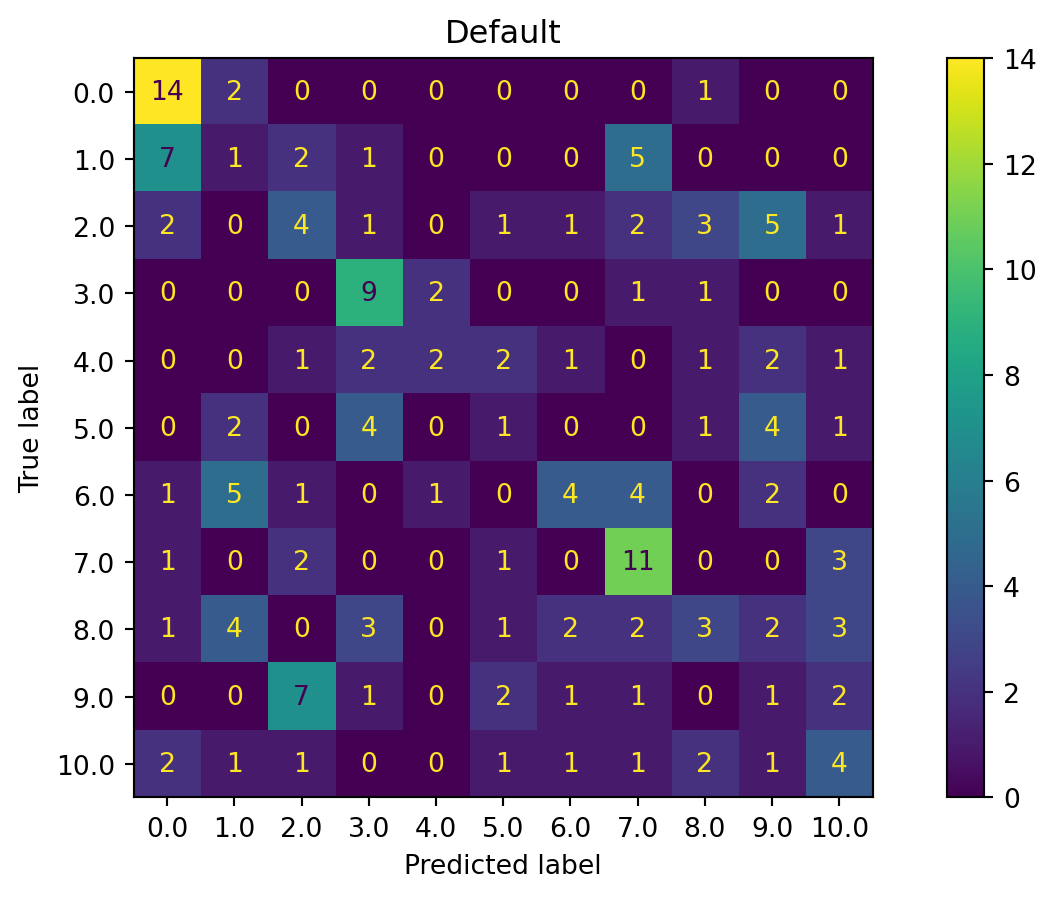 Default
14
0.0 14 2 0 0 0 0 0 0 1 0 0
1.0 7 1 2 1 0 0 0 5 0 0 0
12
2.0 2 0 4 1 0 1 1 2 3 5 1
10
3.0 0 0 0 9 2 0 0 1 1 0 0
4.0 0 0 1 2 2 2 1 0 1 2 1
8
True label
5.0 0 2 0 4 0 1 0 0 1 4 1
6
6.0 1 5 1 0 1 0 4 4 0 2 0
7.0 1 0 2 0 0 1 0 11 0 0 3
4
8.0 1 4 0 3 0 1 2 2 3 2 3
9.0 0 0 7 1 0 2 1 1 0 1 2
2
10.0 2 1 1 0 0 1 1 1 2 1 4
0
0.0 1.0 2.0 3.0 4.0 5.0 6.0 7.0 8.0 9.0 10.0
Predicted label